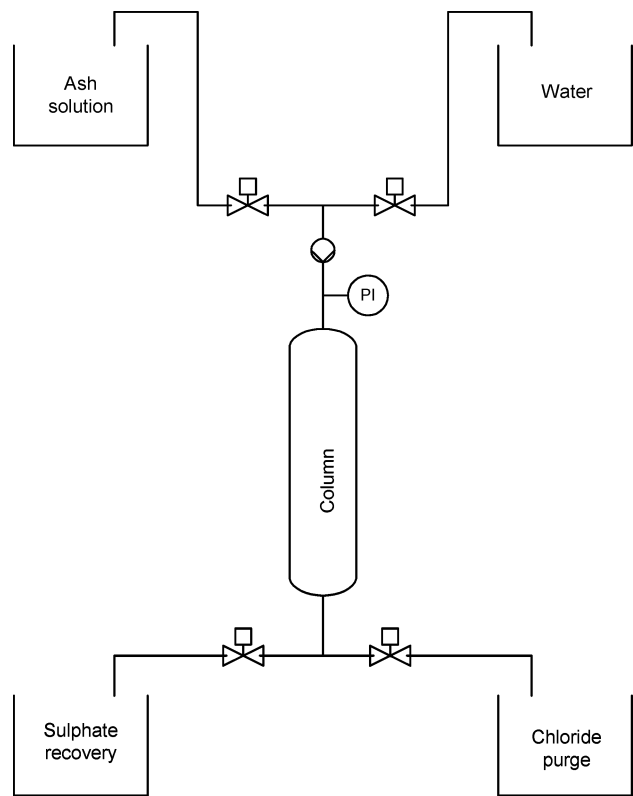 Ash
solution
Water
PI
Column
Sulphate
recovery
Chloride
purge